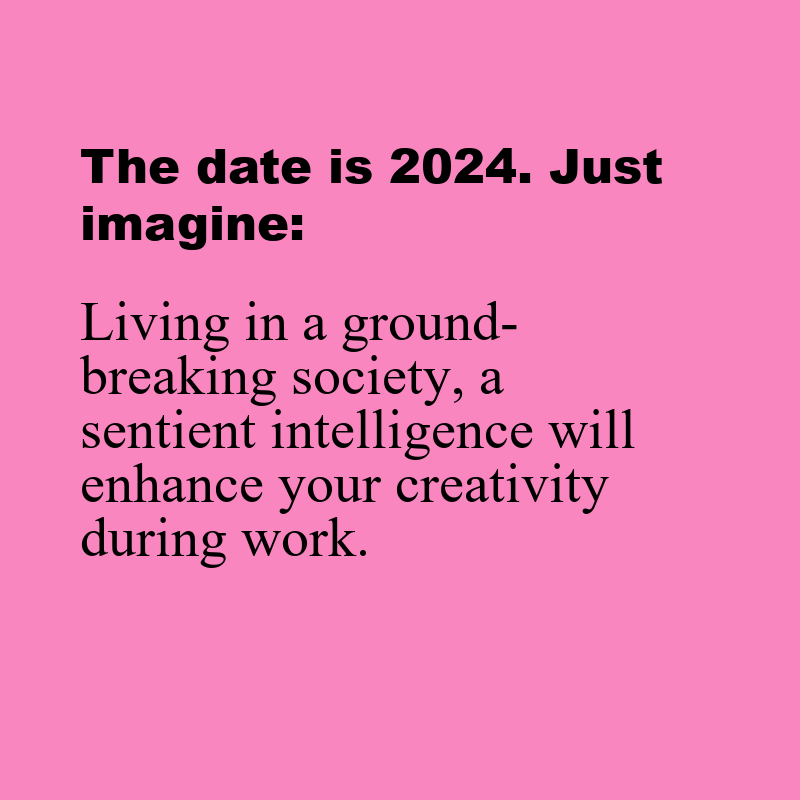 The date is 2024. Just
imagine:
Living in a ground-
breaking society, a
sentient intelligence will
enhance your creativity
during work.